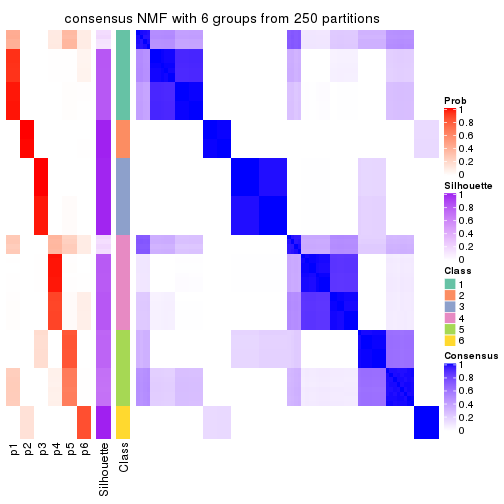 consensus NMF with 6 groups from 250 partitions
Prob
1
0.8
0.6
0.4
0.2
0
Silhouette
1
0.8
0.6
0.4
0.2
0
Class
1
2
3
4
5
6
Consensus
1
0.8
0.6
0.4
0.2
0
p1
p2
p3
p4
p5
p6
Silhouette
Class